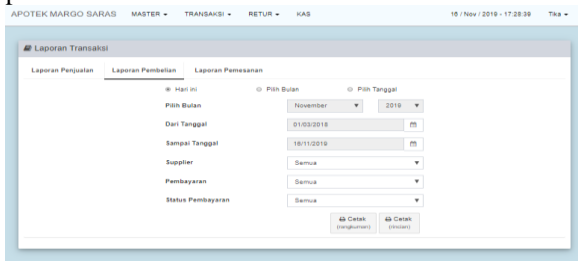 APOTEK MARGO SARAS MASTER TRANSAKSI RETUR KAS 16 / Nov / 2019 - 17:28:39 Tika
Laporan Transaksi
Laporan Penjualan Laporan Pembelian Laporan Pemesanan
Hari ini Pilih Bulan Pilih Tanggal
Pilih Bulan November 2019
Dari Tanggal 01/03/2018
Sampai Tanggal 16/11/2019
Supplier Semua
Pembayaran Semua
Status Pembayaran Semua
Cetak Cetak
(rangkuman) (rincian)